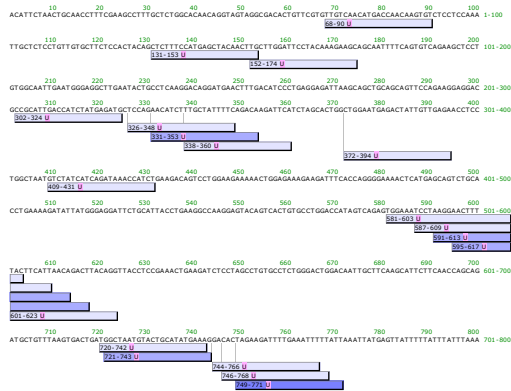 10 20 30 40 50 60 70 80 90 100
ACATTCTAACTGCAACCTTTCGAAGCCTTTGCTCTGGCACAACAGGTAGTAGGCGACACTGTTCGTGTTGTCAACATGACCAACAAGTGTCTCCTCCAAA 1-100
68-90 U
110 120 130 140 150 160 170 180 190 200
TTGCTCTCCTGTTGTGCTTCTCCACTACAGCTCTTTCCATGAGCTACAACTTGCTTGGATTCCTACAAAGAAGCAGCAATTTTCAGTGTCAGAAGCTCCT 101-200
131-153 U
152-174 U
210 220 230 240 250 260 270 280 290 300
GTGGCAATTGAATGGGAGGCTTGAATACTGCCTCAAGGACAGGATGAACTTTGACATCCCTGAGGAGATTAAGCAGCTGCAGCAGTTCCAGAAGGAGGAC 201-300
310 320 330 340 350 360 370 380 390 400
GCCGCATTGACCATCTATGAGATGCTCCAGAACATCTTTGCTATTTTCAGACAAGATTCATCTAGCACTGGCTGGAATGAGACTATTGTTGAGAACCTCC 301-400
302-324 U
326-348 U
331-353 U
338-360 U
372-394 U
410 420 430 440 450 460 470 480 490 500
TGGCTAATGTCTATCATCAGATAAACCATCTGAAGACAGTCCTGGAAGAAAAACTGGAGAAAGAAGATTTCACCAGGGGAAAACTCATGAGCAGTCTGCA 401-500
409-431 U
510 520 530 540 550 560 570 580 590 600
CCTGAAAAGATATTATGGGAGGATTCTGCATTACCTGAAGGCCAAGGAGTACAGTCACTGTGCCTGGACCATAGTCAGAGTGGAAATCCTAAGGAACTTT 501-600
581-603 U
587-609 U
591-613 U
595-617 U
610 620 630 640 650 660 670 680 690 700
TACTTCATTAACAGACTTACAGGTTACCTCCGAAACTGAAGATCTCCTAGCCTGTGCCTCTGGGACTGGACAATTGCTTCAAGCATTCTTCAACCAGCAG 601-700
601-623 U
710 720 730 740 750 760 770 780 790 800
ATGCTGTTTAAGTGACTGATGGCTAATGTACTGCATATGAAAGGACACTAGAAGATTTTGAAATTTTTATTAAATTATGAGTTATTTTTATTTATTTAAA 701-800
720-742 U
721-743 U
744-766 U
746-768 U
749-771 U